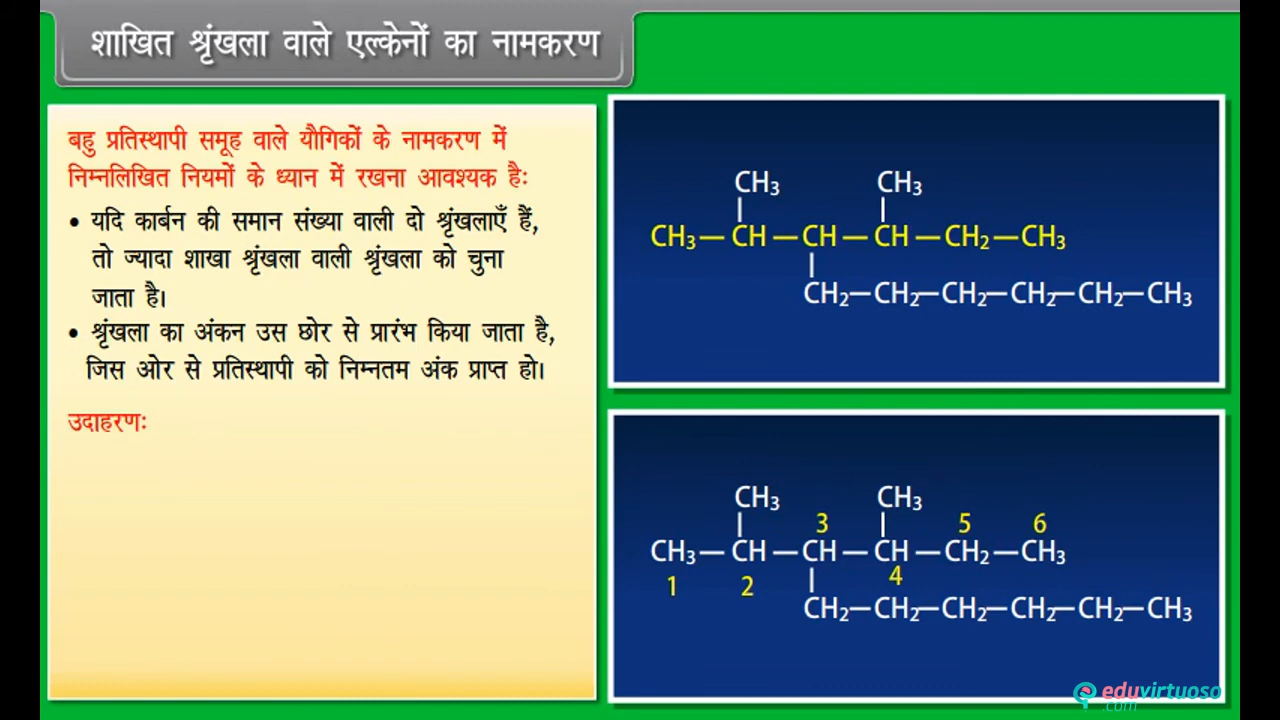 शाखित श्रृंखला वाले एल्केनों का नामकरण
बहु प्रतिस्थापी समूह वाले यौगिकों के नामकरण में
निम्नलिखित नियमों के ध्यान में रखना आवश्यक हैः
• यदि कार्बन की समान संख्या वाली दो श्रृंखलाएँ हैं,
तो ज्यादा शाखा श्रृंखला वाली श्रृंखला को चुना
जाता है।
• श्रृंखला का अंकन उस छोर से प्रारंभ किया जाता है,
जिस ओर से प्रतिस्थापी को निम्नतम अंक प्राप्त हो।
उदाहरणः
CH₃ CH₃
CH₃—CH—CH—CH—CH₂—CH₃
CH₂—CH₂—CH₂—CH₂—CH₂—CH₃
CH₃ CH₃
3 5 6
CH₃—CH—CH—CH—CH₂—CH₃
1 2 4
CH₂—CH₂—CH₂—CH₂—CH₂—CH₃
eduvirtuoso
.com